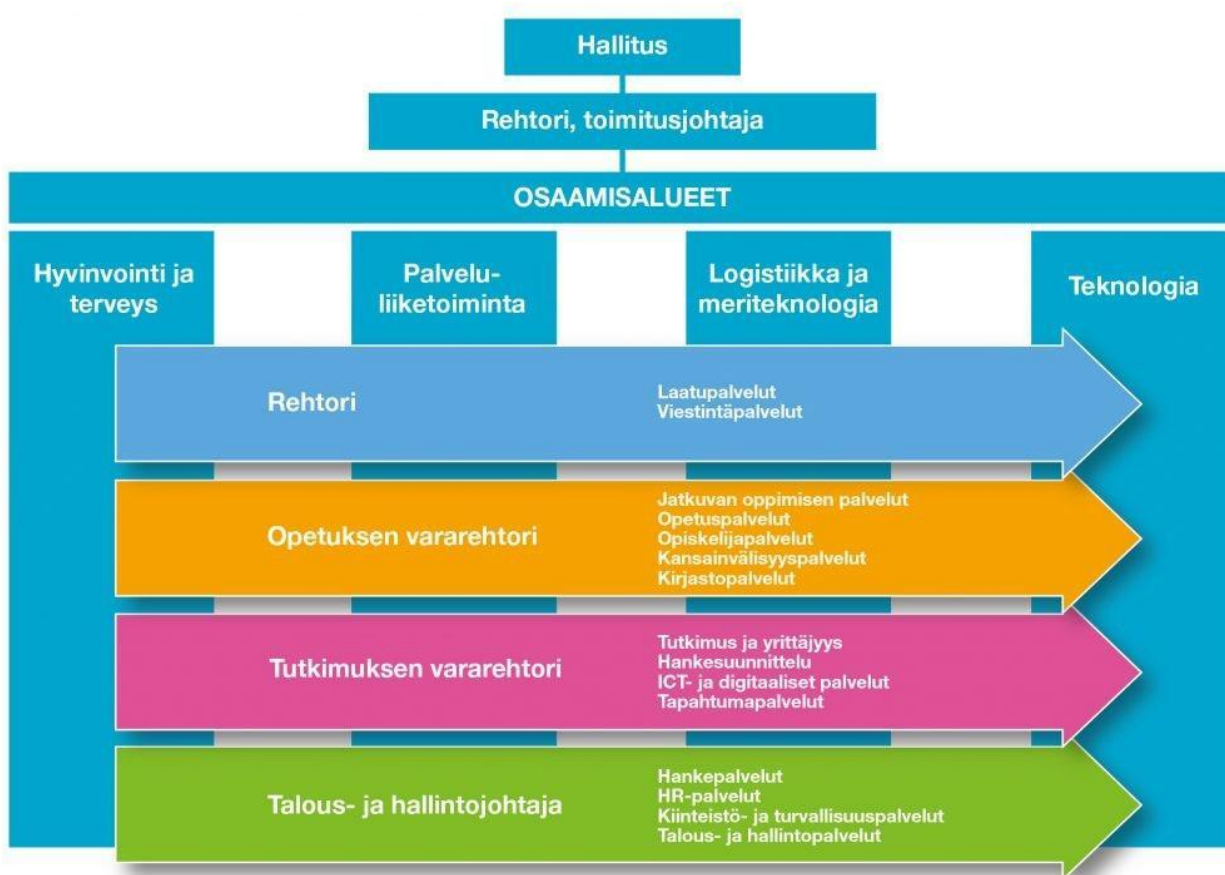 Hallitus
Rehtori, toimitusjohtaja
OSAAMISALUEET
Hyvinvointi ja
terveys
Palvelu-
liiketoiminta
Logistiikka ja
meriteknologia
Teknologia
Rehtori
Laatupalvelut
Viestintäpalvelut
Opetuksen vararehtori
Jatkuvan oppimisen palvelut
Opetuspalvelut
Opiskelijapalvelut
Kansainvälisyyspalvelut
Kirjastopalvelut
Tutkimuksen vararehtori
Tutkimus ja yrittäjyys
Hankesuunnittelu
ICT- ja digitaaliset palvelut
Tapahtumapalvelut
Talous- ja hallintojohtaja
Hankepalvelut
HR-palvelut
Kiinteistö- ja turvallisuuspalvelut
Talous- ja hallintopalvelut